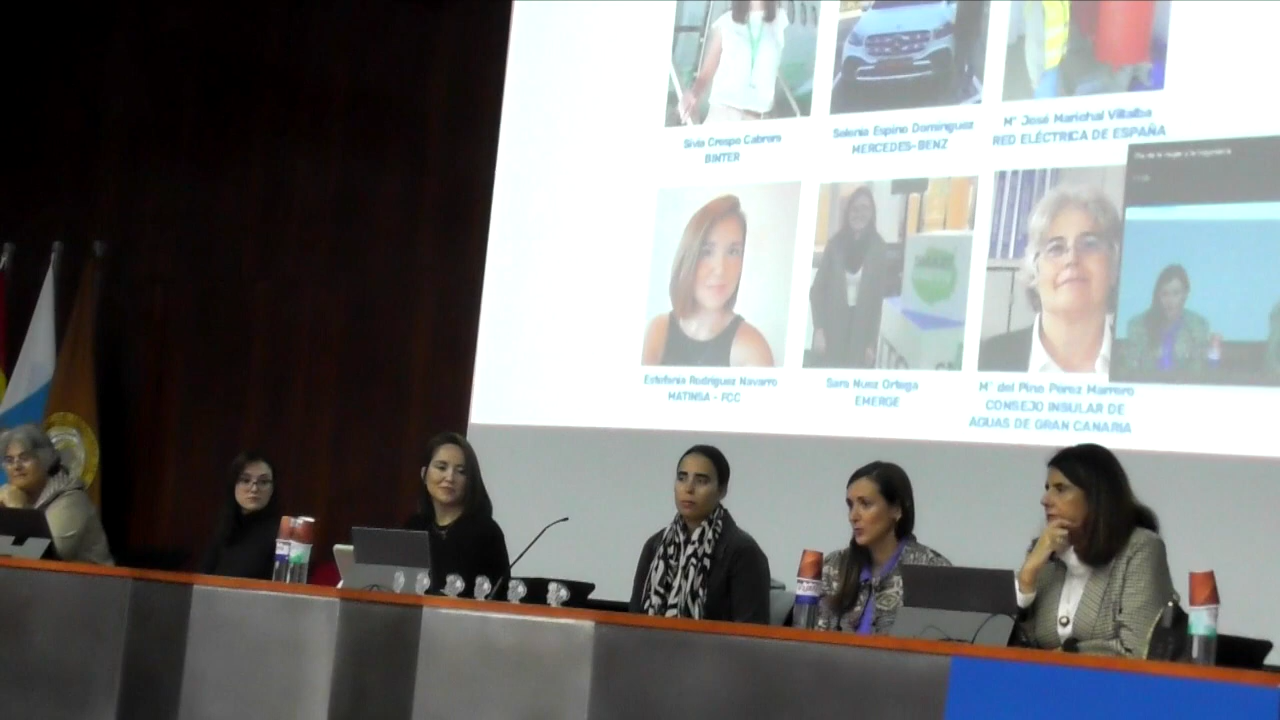 Silvia Crespo Cabrera
BINTER
Selenia Espino Domínguez
MERCEDES-BENZ
Mª José Marichal Villalba
RED ELÉCTRICA DE ESPAÑA
Estefanía Rodríguez Navarro
MATINSA - FCC
Sara Nuez Ortega
EMERGE
Mª del Pino Pérez Marrero
CONSEJO INSULAR DE
AGUAS DE GRAN CANARIA